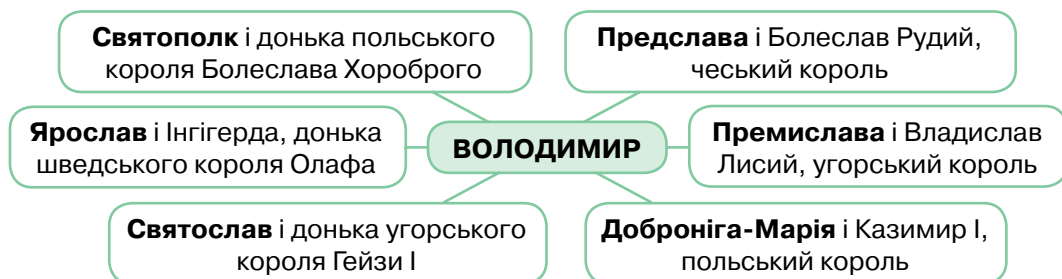 Святополк і донька польського
короля Болеслава Хороброго
Предслава і Болеслав Рудий,
чеський король
Ярослав і Інгігерда, донька
шведського короля Олафа
ВОЛОДИМИР
Премислава і Владислав
Лисий, угорський король
Святослав і донька угорського
короля Гейзи І
Доброніга-Марія і Казимир І,
польський король